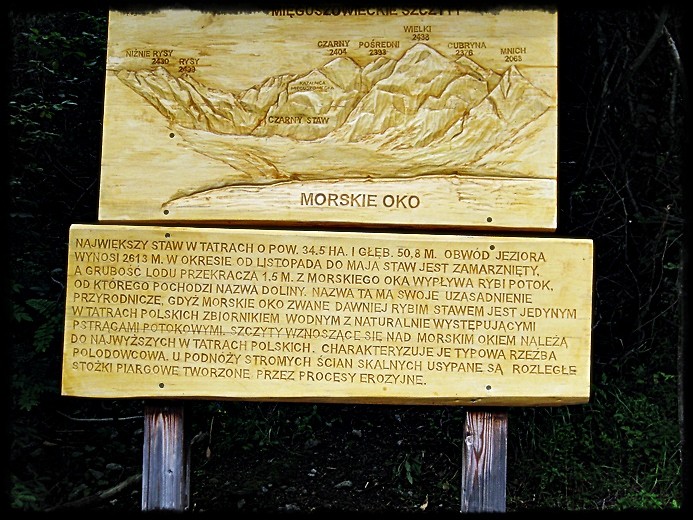 MIĘGUSZOWIECKIE SZCZYTY
WIELKI
2438
CZARNY
2404
POŚREDNI
2393
CUBRYNA
2376
MNICH
2068
NIŻNIE RYSY
2430
RYSY
2499
CZARNY STAW
MORSKIE OKO
NAJWIĘKSZY STAW W TATRACH O POW. 34.5 HA. I GŁĘB. 50,8 M. OBWÓD JEZIORA
WYNOSI 2613 M. W OKRESIE OD LISTOPADA DO MAJA STAW JEST ZAMARZNIĘTY,
A GRUBOŚĆ LODU PRZEKRACZA 1.5 M. Z MORSKIEGO OKA WYPŁYWA RYBI POTOK,
OD KTÓREGO POCHODZI NAZWA DOLINY. NAZWA TA MA SWOJE UZASADNIENIE
PRZYRODNICZE, GDYŻ MORSKIE OKO ZWANE DAWNIEJ RYBIM STAWEM JEST JEDYNYM
W TATRACH POLSKICH ZBIORNIKIEM WODNYM Z NATURALNIE WYSTĘPUJĄCYMI
PSTRĄGAMI POTOKOWYMI. SZCZYTY WZNOSZĄCE SIĘ NAD MORSKIM OKIEM NALEŻĄ
DO NAJWYŻSZYCH W TATRACH POLSKICH. CHARAKTERYZUJE JE TYPOWA RZEŹBA
POLODOWCOWA. U PODNÓŻY STROMYCH ŚCIAN SKALNYCH USYPANE SĄ ROZLEGŁE
STOŻKI PIARGOWE TWORZONE PRZEZ PROCESY EROZYJNE.